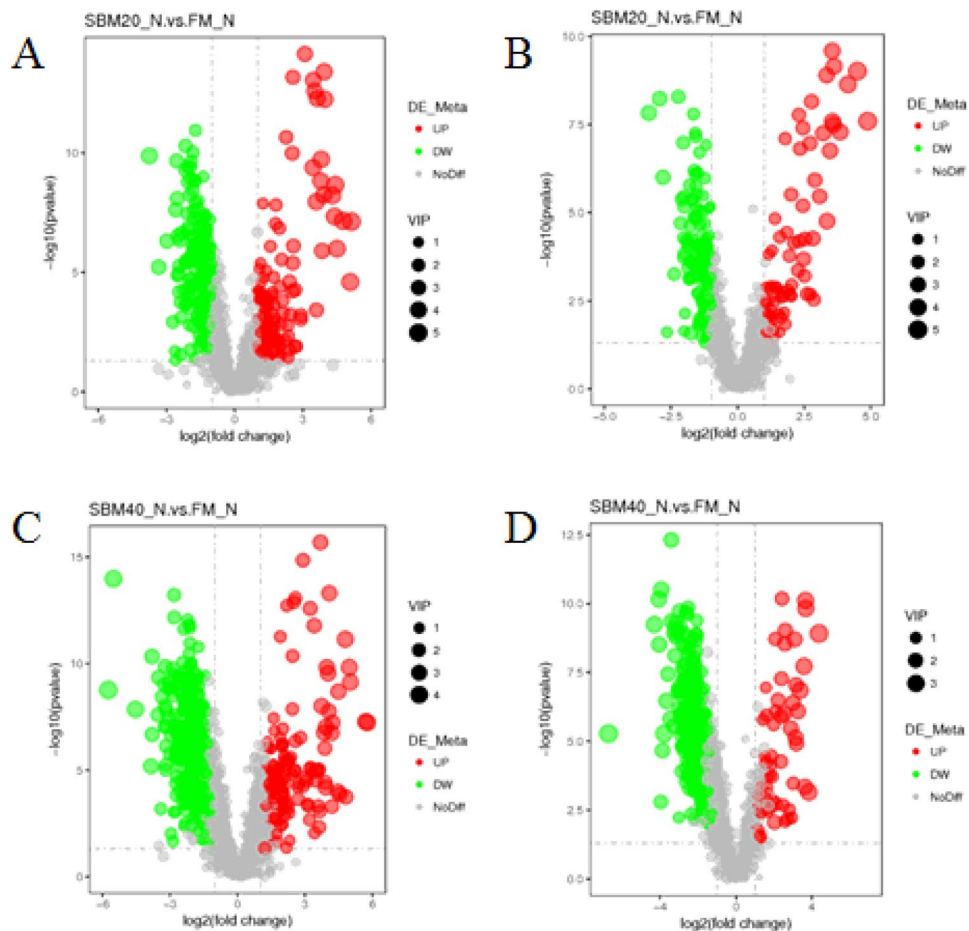 A
SBM20_N.vs.FM_N
10
5
0
-6
-3
0
3
6
log2(fold change)
-log10(pvalue)
DE_Meta
UP
DW
NoDiff
VIP
1
2
3
4
5
B
SBM20_N.vs.FM_N
10.0
7.5
5.0
2.5
0.0
-5.0
-2.5
0.0
2.5
5.0
log2(fold change)
-log10(pvalue)
DE_Meta
UP
DW
NoDiff
VIP
1
2
3
4
5
C
SBM40_N.vs.FM_N
15
10
5
0
-6
-3
0
3
6
log2(fold change)
-log10(pvalue)
VIP
1
2
3
4
DE_Meta
UP
DW
NoDiff
D
SBM40_N.vs.FM_N
12.5
10.0
7.5
5.0
2.5
0.0
-4
0
4
log2(fold change)
-log10(pvalue)
VIP
1
2
3
DE_Meta
UP
DW
NoDiff